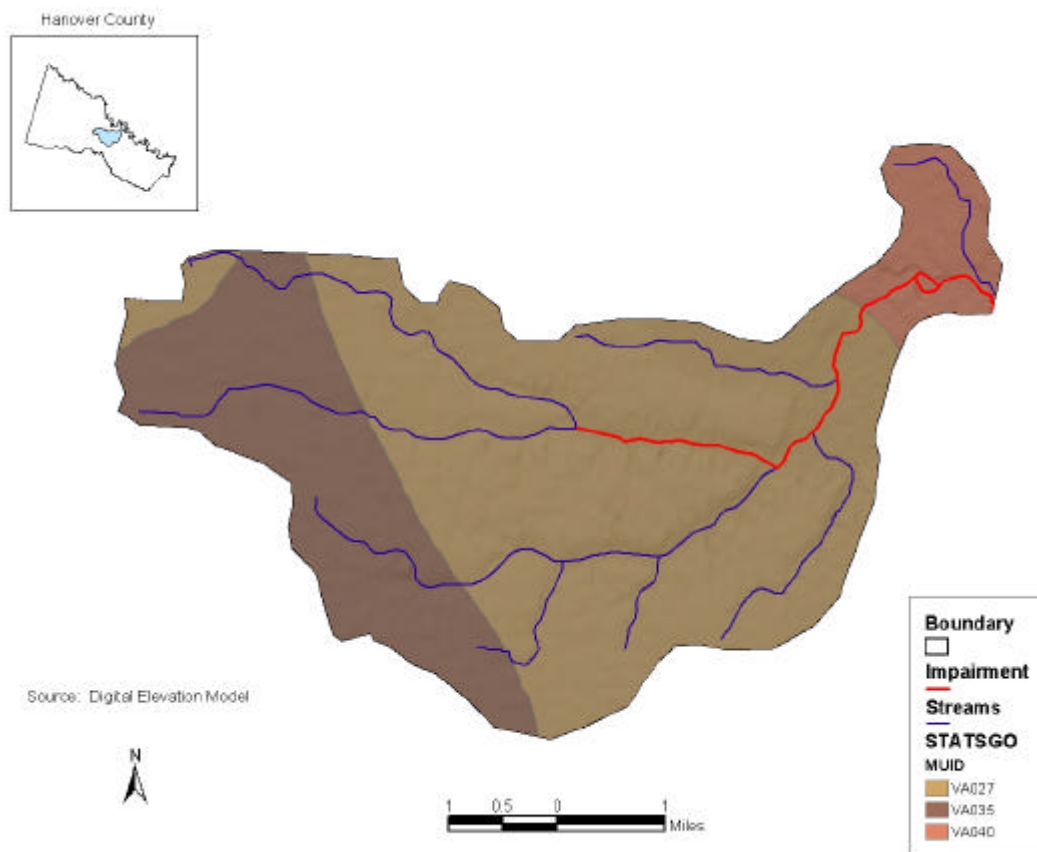 Hanover County
Source: Digital Elevation Model
N
1 0.5 0 1
Miles
Boundary
Impairment
Streams
STATSGO
MUID
VA027
VA035
VA040